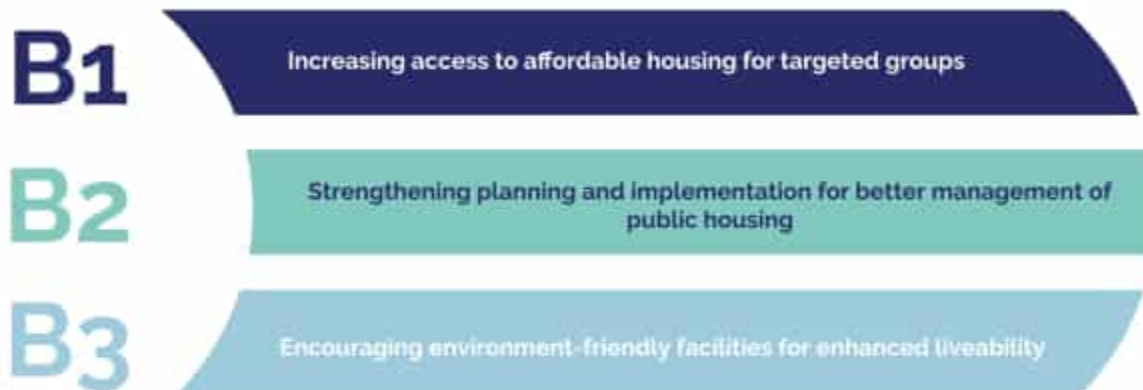 B1
Increasing access to affordable housing for targeted groups
B2
Strengthening planning and implementation for better management of
public housing
B3
Encouraging environment-friendly facilities for enhanced liveability